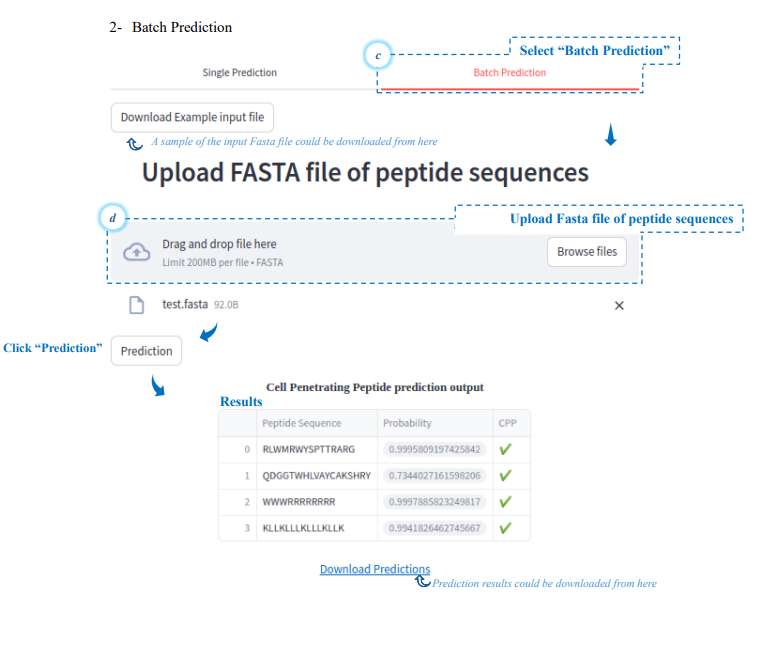 2- Batch Prediction
c
Select “Batch Prediction”
Single Prediction
Batch Prediction
Download Example input file
A sample of the input Fasta file could be downloaded from here
Upload FASTA file of peptide sequences
d
Upload Fasta file of peptide sequences
Drag and drop file here
Limit 200MB per file • FASTA
Browse files
test.fasta 92.0B
Click “Prediction”
Prediction
Cell Penetrating Peptide prediction output
Results
Peptide Sequence Probability CPP
0 RLWMRWYSPTTRARG 0.9995809197425842
1 QDGGTWHLVAYCAKSHRY 0.7344027161598206
2 WWWRRRRRRRR 0.9997885823249817
3 KLLKLLLKLLLKLLK 0.9941826462745667
Download Predictions
Prediction results could be downloaded from here